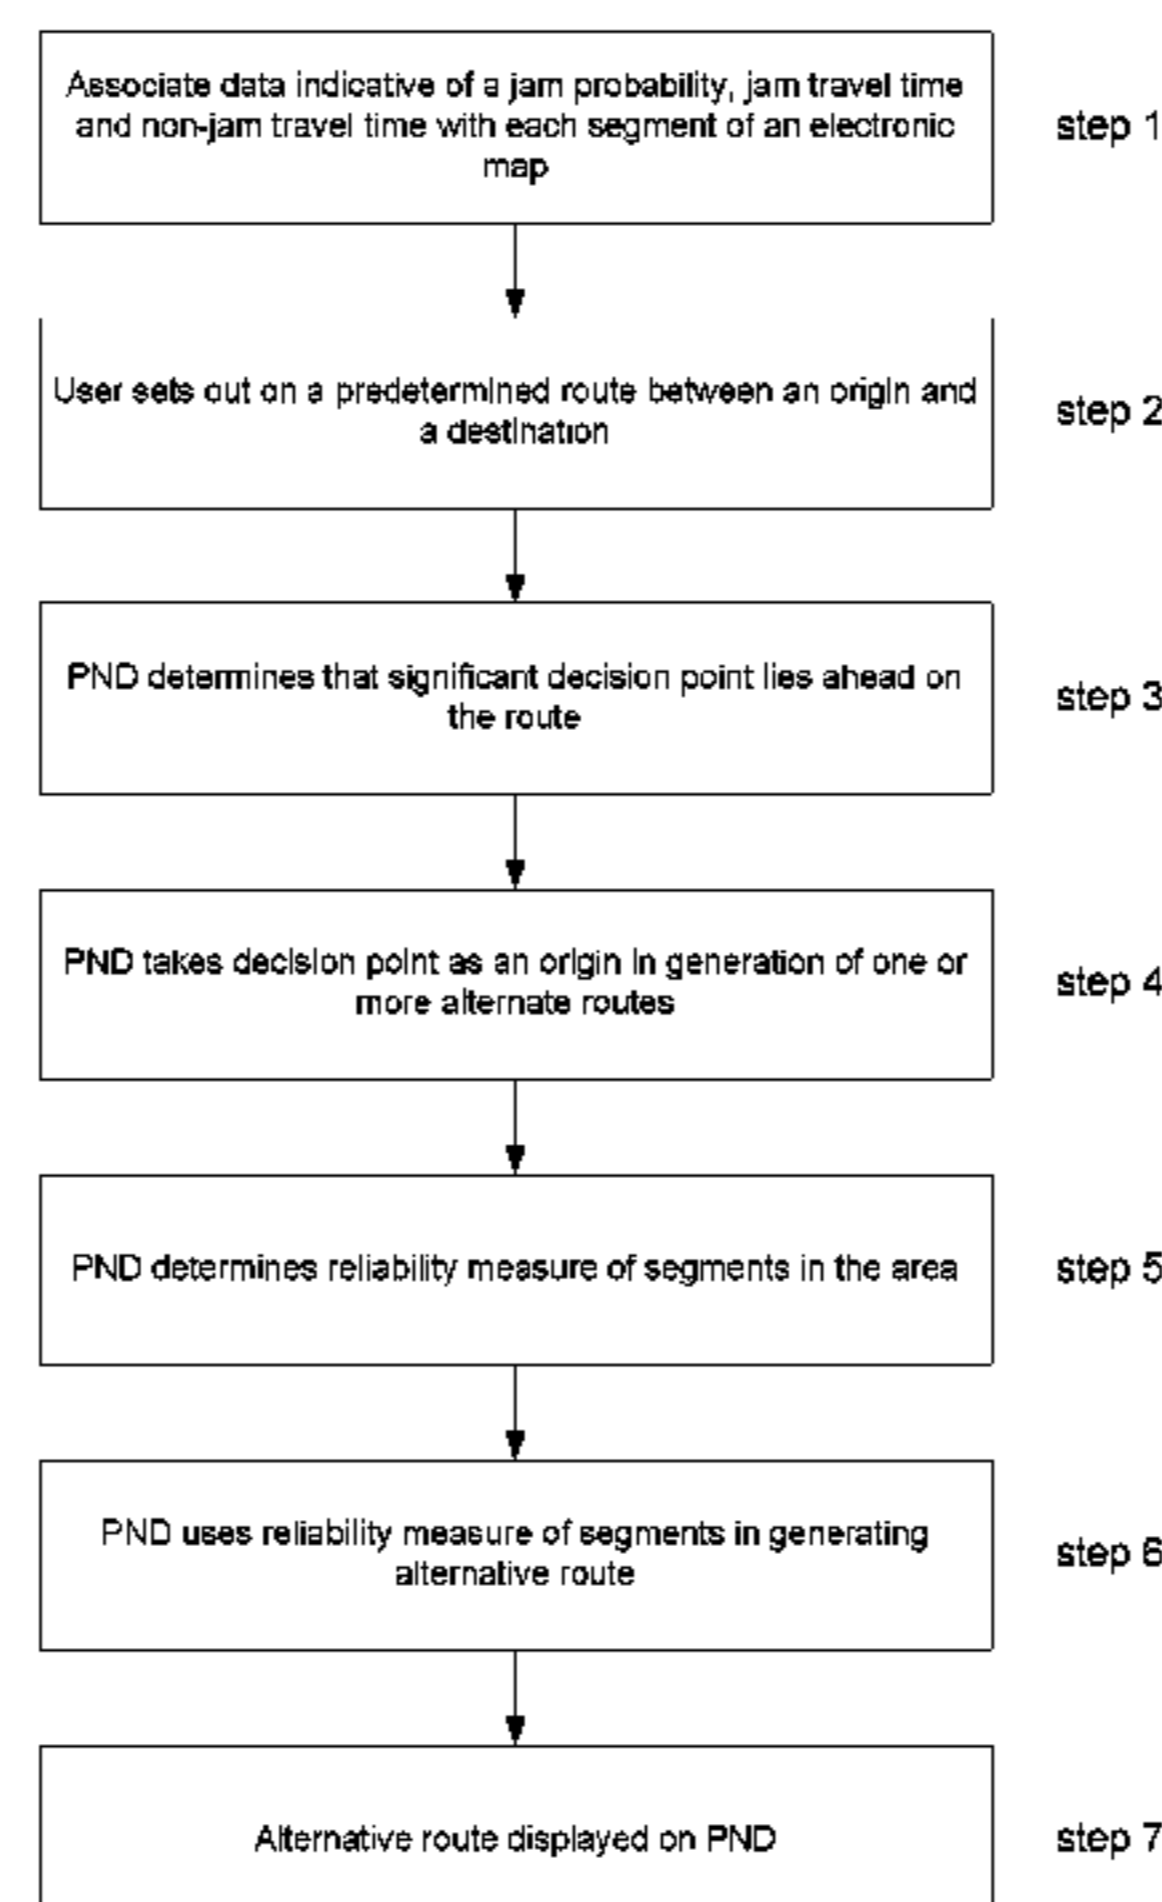 Associate data indicative of a jam probability, jam travel time
and non-jam travel time with each segment of an electronic
map
step 1
User sets out on a predetermined route between an origin and
a destination
step 2
PND determines that significant decision point lies ahead on
the route
step 3
PND takes decision point as an origin in generation of one or
more alternate routes
step 4
PND determines reliability measure of segments in the area
step 5
PND uses reliability measure of segments in generating
alternative route
step 6
Alternative route displayed on PND
step 7